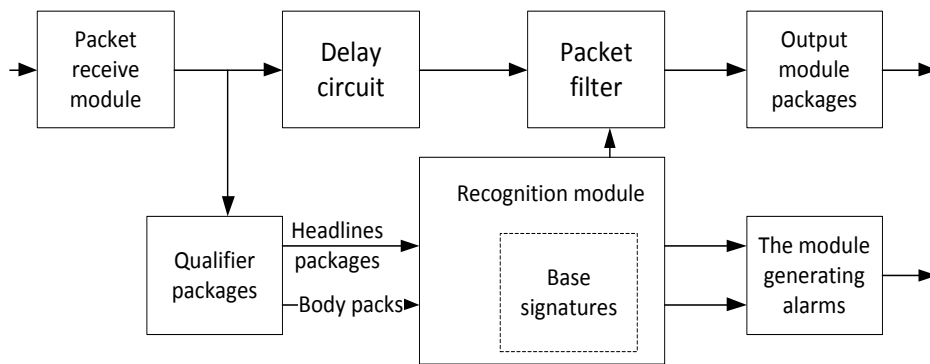 Packet
receive
module
Delay
circuit
Packet
filter
Output
module
packages
Recognition module
Headlines
packages
Qualifier
packages
Body packs
Base
signatures
The module
generating
alarms